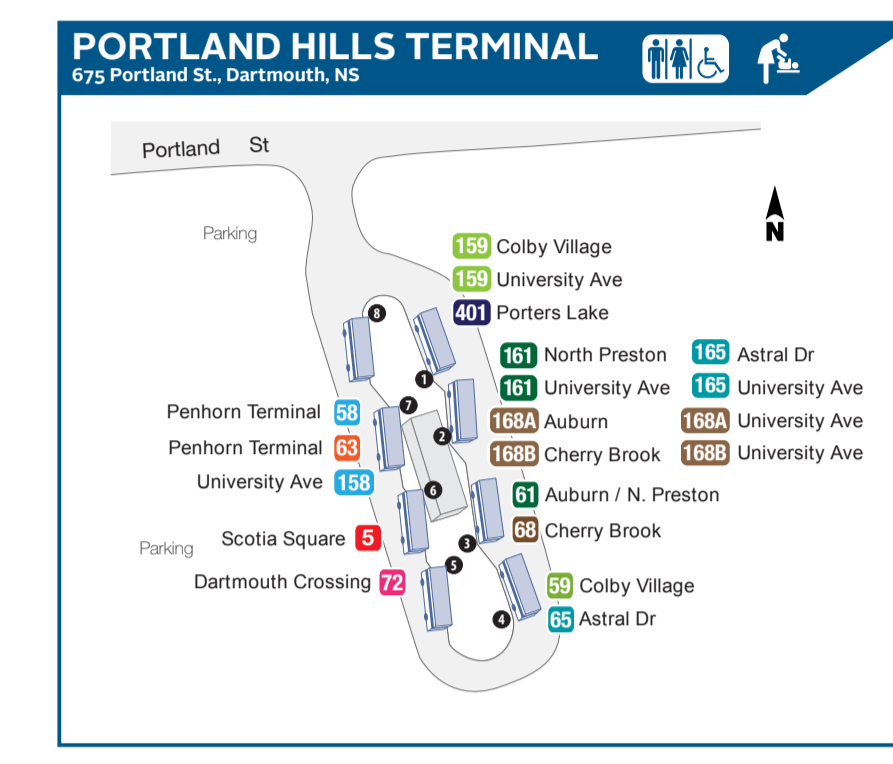 PORTLAND HILLS TERMINAL
675 Portland St., Dartmouth, NS
Portland St
Parking
N
159 Colby Village
159 University Ave
401 Porters Lake
8
1
161 North Preston
165 Astral Dr
161 University Ave
165 University Ave
168A Auburn
168A University Ave
168B Cherry Brook
168B University Ave
7
2
Penhorn Terminal 58
Penhorn Terminal 63
University Ave 158
6
61 Auburn / N. Preston
68 Cherry Brook
3
Parking
Scotia Square 5
Dartmouth Crossing 72
5
59 Colby Village
65 Astral Dr
4